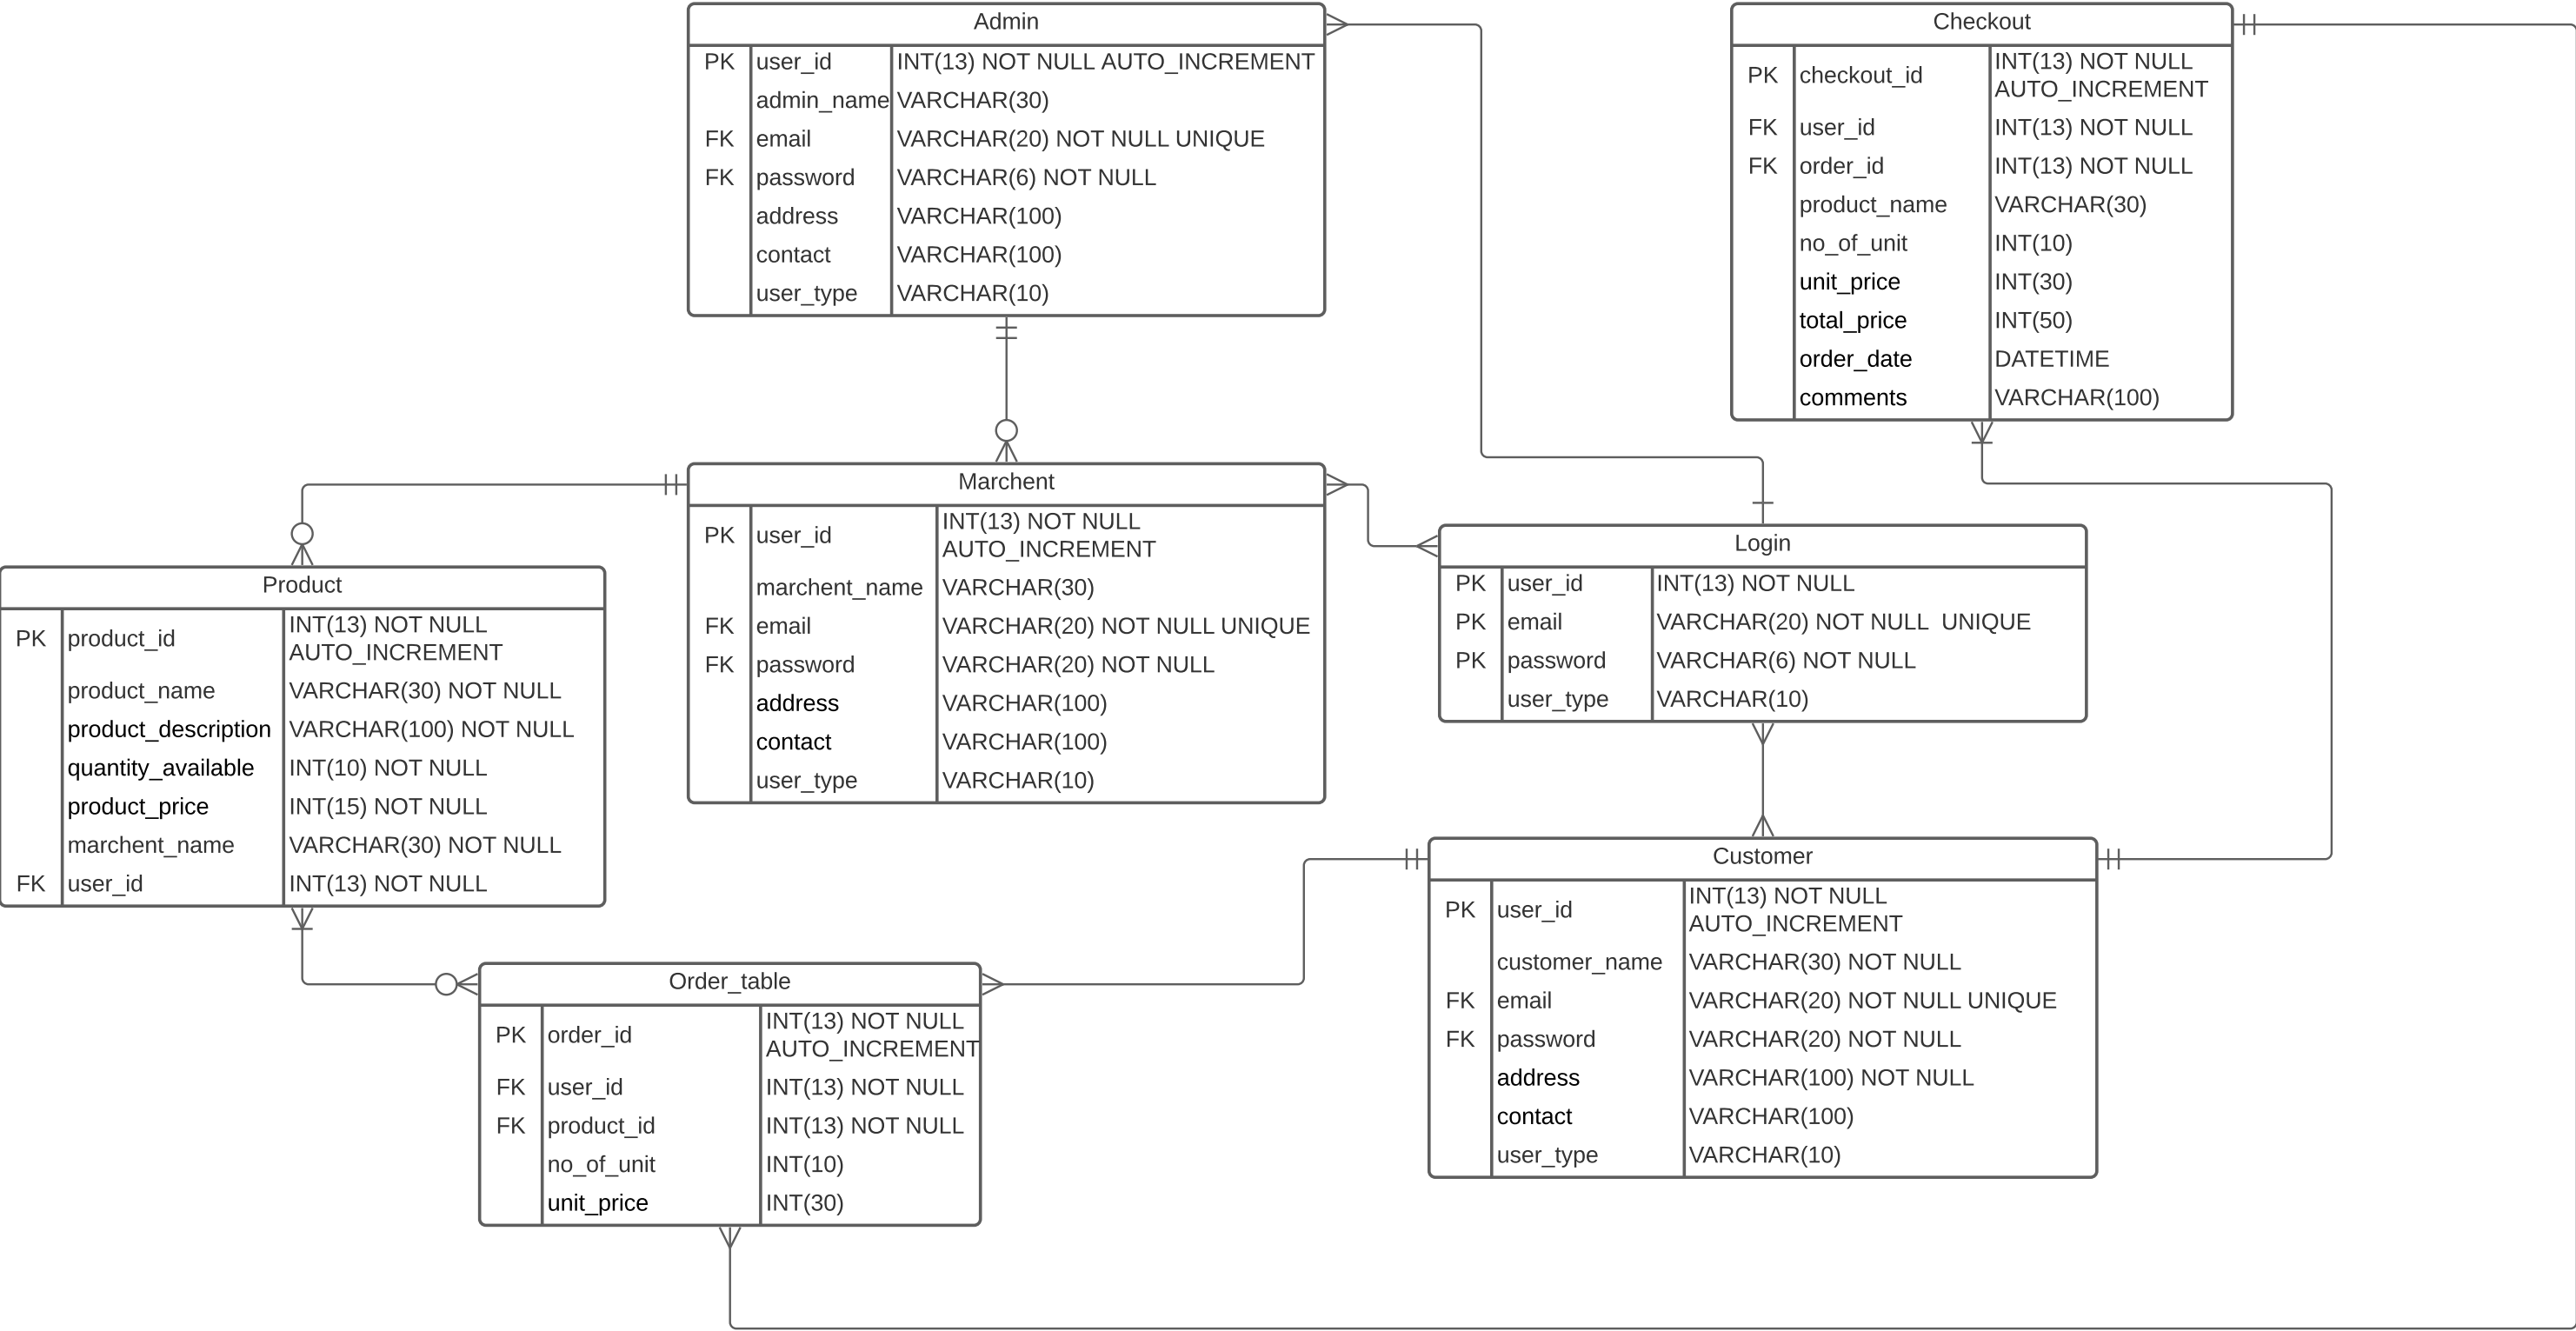 Admin
PK user_id INT(13) NOT NULL AUTO_INCREMENT
admin_name VARCHAR(30)
FK email VARCHAR(20) NOT NULL UNIQUE
FK password VARCHAR(6) NOT NULL
address VARCHAR(100)
contact VARCHAR(100)
user_type VARCHAR(10)
Checkout
PK checkout_id INT(13) NOT NULL
AUTO_INCREMENT
FK user_id INT(13) NOT NULL
FK order_id INT(13) NOT NULL
product_name VARCHAR(30)
no_of_unit INT(10)
unit_price INT(30)
total_price INT(50)
order_date DATETIME
comments VARCHAR(100)
Marchent
PK user_id INT(13) NOT NULL
AUTO_INCREMENT
marchent_name VARCHAR(30)
FK email VARCHAR(20) NOT NULL UNIQUE
FK password VARCHAR(20) NOT NULL
address VARCHAR(100)
contact VARCHAR(100)
user_type VARCHAR(10)
Login
PK user_id INT(13) NOT NULL
PK email VARCHAR(20) NOT NULL UNIQUE
PK password VARCHAR(6) NOT NULL
user_type VARCHAR(10)
Product
PK product_id INT(13) NOT NULL
AUTO_INCREMENT
product_name VARCHAR(30) NOT NULL
product_description VARCHAR(100) NOT NULL
quantity_available INT(10) NOT NULL
product_price INT(15) NOT NULL
marchent_name VARCHAR(30) NOT NULL
FK user_id INT(13) NOT NULL
Customer
PK user_id INT(13) NOT NULL
AUTO_INCREMENT
customer_name VARCHAR(30) NOT NULL
FK email VARCHAR(20) NOT NULL UNIQUE
FK password VARCHAR(20) NOT NULL
address VARCHAR(100) NOT NULL
contact VARCHAR(100)
user_type VARCHAR(10)
Order_table
PK order_id INT(13) NOT NULL
AUTO_INCREMENT
FK user_id INT(13) NOT NULL
FK product_id INT(13) NOT NULL
no_of_unit INT(10)
unit_price INT(30)